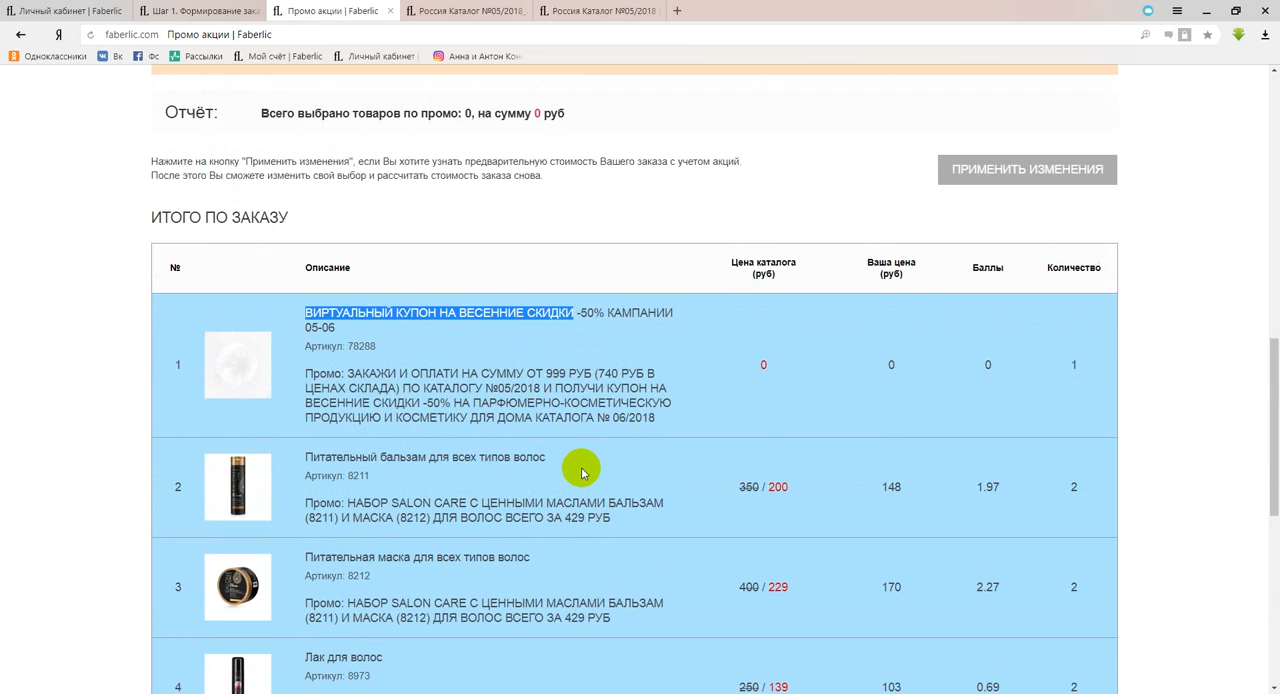 Личный кабинет | Faberlic
Шаг 1. Формирование зака
Промо акции | Faberlic
Россия Каталог №05/2018
Россия Каталог №05/2018
faberlic.com Промо акции | Faberlic
Одноклассники Вк Фс Рассылки Мой счёт | Faberlic Личный кабинет | Анна и Антон Кон
Отчёт: Всего выбрано товаров по промо: 0, на сумму 0 руб
Нажмите на кнопку "Применить изменения", если Вы хотите узнать предварительную стоимость Вашего заказа с учетом акций.
После этого Вы сможете изменить свой выбор и рассчитать стоимость заказа снова.
ПРИМЕНИТЬ ИЗМЕНЕНИЯ
ИТОГО ПО ЗАКАЗУ
№ Описание Цена каталога (руб) Ваша цена (руб) Баллы Количество
ВИРТУАЛЬНЫЙ КУПОН НА ВЕСЕННИЕ СКИДКИ -50% КАМПАНИИ
05-06
Артикул: 78288
1 0 0 0 1
Промо: ЗАКАЖИ И ОПЛАТИ НА СУММУ ОТ 999 РУБ (740 РУБ В
ЦЕНАХ СКЛАДА) ПО КАТАЛОГУ №05/2018 И ПОЛУЧИ КУПОН НА
ВЕСЕННИЕ СКИДКИ -50% НА ПАРФЮМЕРНО-КОСМЕТИЧЕСКУЮ
ПРОДУКЦИЮ И КОСМЕТИКУ ДЛЯ ДОМА КАТАЛОГА № 06/2018
Питательный бальзам для всех типов волос
Артикул: 8211
2 350 / 200 148 1.97 2
Промо: НАБОР SALON CARE С ЦЕННЫМИ МАСЛАМИ БАЛЬЗАМ
(8211) И МАСКА (8212) ДЛЯ ВОЛОС ВСЕГО ЗА 429 РУБ
Питательная маска для всех типов волос
Артикул: 8212
3 400 / 229 170 2.27 2
Промо: НАБОР SALON CARE С ЦЕННЫМИ МАСЛАМИ БАЛЬЗАМ
(8211) И МАСКА (8212) ДЛЯ ВОЛОС ВСЕГО ЗА 429 РУБ
Лак для волос
Артикул: 8973
4 250 / 139 103 0.69 2